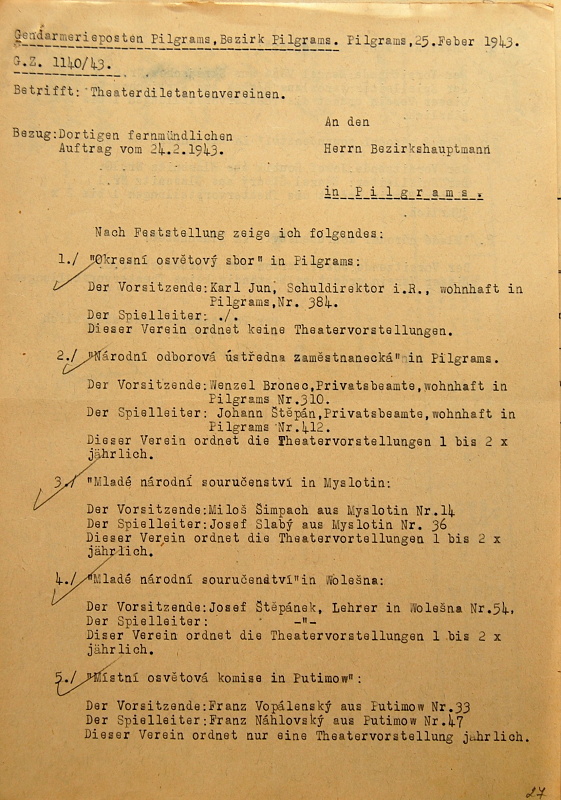 Gendarmerieposten Pilgrams, Bezirk Pilgrams. Pilgrams, 25.Feber 1943.
G.Z. 1140/43.
Betrifft: Theaterdiletantenvereinen.
An den
Bezug:Dortigen fernmündlichen
Auftrag vom 24.2.1943.
Herrn Bezirkshauptmann
in Pilgrams.
Nach Feststellung zeige ich folgendes:
1./ "Okresní osvětový sbor" in Pilgrams:
Der Vorsitzende:Karl Jun, Schuldirektor i.R., wohnhaft in
Pilgrams,Nr. 384.
Der Spielleiter: ./.
Dieser Verein ordnet keine Theatervorstellungen.
2./ "Národní odborová ústředna zaměstnanecká" in Pilgrams.
Der Vorsitzende:Wenzel Bronec,Privatsbeamte,wohnhaft in
Pilgrams Nr.310.
Der Spielleiter: Johann Štěpán,Privatsbeamte,wohnhaft in
Pilgrams Nr.412.
Dieser Verein ordnet die Theatervorstellungen 1 bis 2 x
jährlich.
3./ "Mladé národní souručenství in Myslotin:
Der Vorsitzende:Miloš Šimpach aus Myslotin Nr.14
Der Spielleiter:Josef Slabý aus Myslotin Nr. 36
Dieser Verein ordnet die Theatervortellungen 1 bis 2 x
jährlich.
4./ "Mladé národní souručendtví"in Wolešna:
Der Vorsitzende:Josef Štěpánek, Lehrer in Wolešna Nr.54,
Der Spielleiter: -"-
Diser Verein ordnet die Theatervorstellungen 1 bis 2 x
jährlich.
5./ "Místní osvětová komise in Putimow":
Der Vorsitzende:Franz Vopálenský aus Putimow Nr.33
Der Spielleiter:Franz Náhlovský aus Putimow Nr.47
Dieser Verein ordnet nur eine Theatervorstellung jährlich.
27